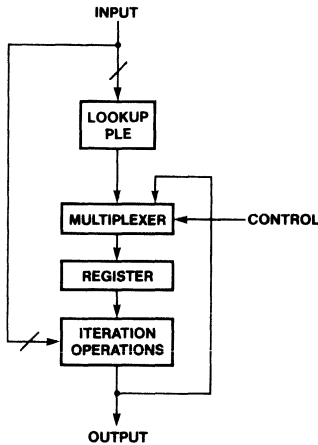 INPUT
LOOKUP
PLE
MULTIPLEXER
CONTROL
REGISTER
ITERATION
OPERATIONS
OUTPUT